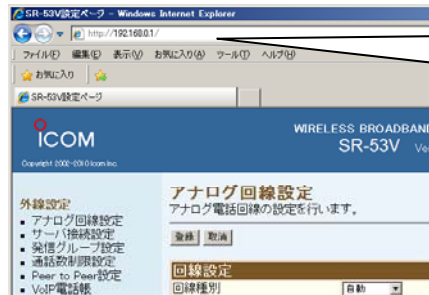 SR-53V設定ページ - Windows Internet Explorer
http://192.168.0.1/
ファイル(F) 編集(E) 表示(V) お気に入り(A) ツール(T) ヘルプ(H)
お気に入り
SR-53V設定ページ
ICOM
Copyright 2002-2010 Icom Inc.
WIRELESS BROADBAND
SR-53V Ve
外線設定
アナログ回線設定
サーバ接続設定
発信グループ設定
通話数制限設定
Peer to Peer設定
VoIP電話帳
アナログ回線設定
アナログ電話回線の設定を行います。
登録 取消
回線設定
回線種別 自動